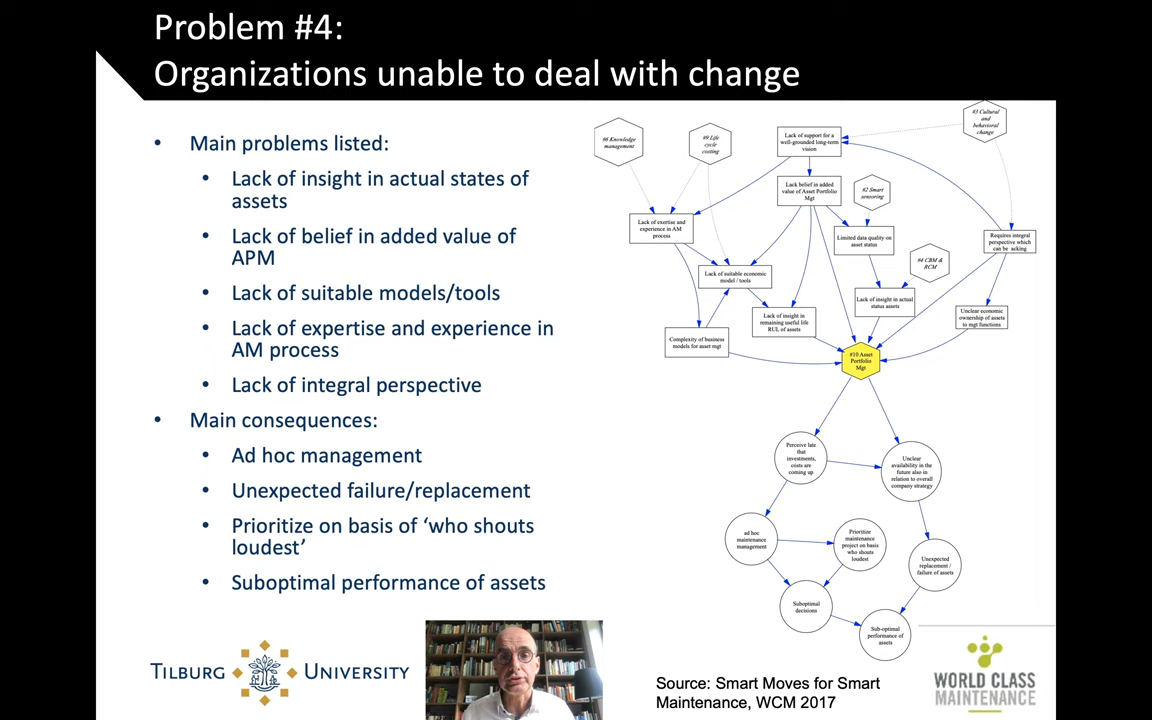 Problem #4:
Organizations unable to deal with change
• Main problems listed:
• Lack of insight in actual states of
assets
• Lack of belief in added value of
APM
• Lack of suitable models/tools
• Lack of expertise and experience in
AM process
• Lack of integral perspective
• Main consequences:
• Ad hoc management
• Unexpected failure/replacement
• Prioritize on basis of ‘who shouts
loudest’
• Suboptimal performance of assets
#6 Knowledge
management
#9 Life
cycle
costing
Lack of support for a
well-grounded long-term
vision
#3 Cultural
and
behavioral
change
Lack belief in added
value of Asset Portfolio
Mgt
#2 Smart
sensoring
Lack of exertise and
experience in AM
process
Limited data quality on
asset status
Requires integral
perspective which
can be asking
#4 CBM &
RCM
Lack of suitable economic
model / tools
Lack of insight in actual
status assets
Lack of insight in
remaining useful life
RUL of assets
Unclear economic
ownership of assets
to mgt functions
Complexity of business
models for asset mgt
#10 Asset
Portfolio
Mgt
Perceive late
that
investments,
costs are
coming up
Unclear
availability in the
future also in
relation to overall
company strategy
ad hoc
maintenance
management
Prioritize
maintenance
project on basis
who shouts
loudest
Unexpected
replacement /
failure of assets
Suboptimal
decisions
Sub-optimal
performance of
assets
TILBURG UNIVERSITY
Source: Smart Moves for Smart
Maintenance, WCM 2017
WORLD CLASS
MAINTENANCE